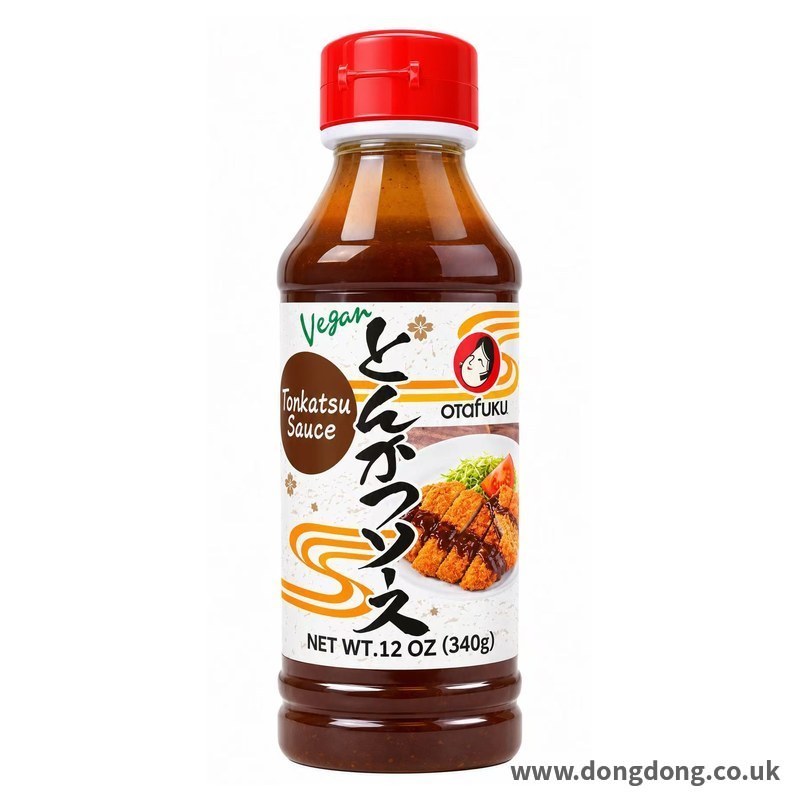 Vegan
とんかつソース
Tonkatsu
Sauce
OTafUKU
NET WT.12 OZ (340g)
www.dongdong.co.uk